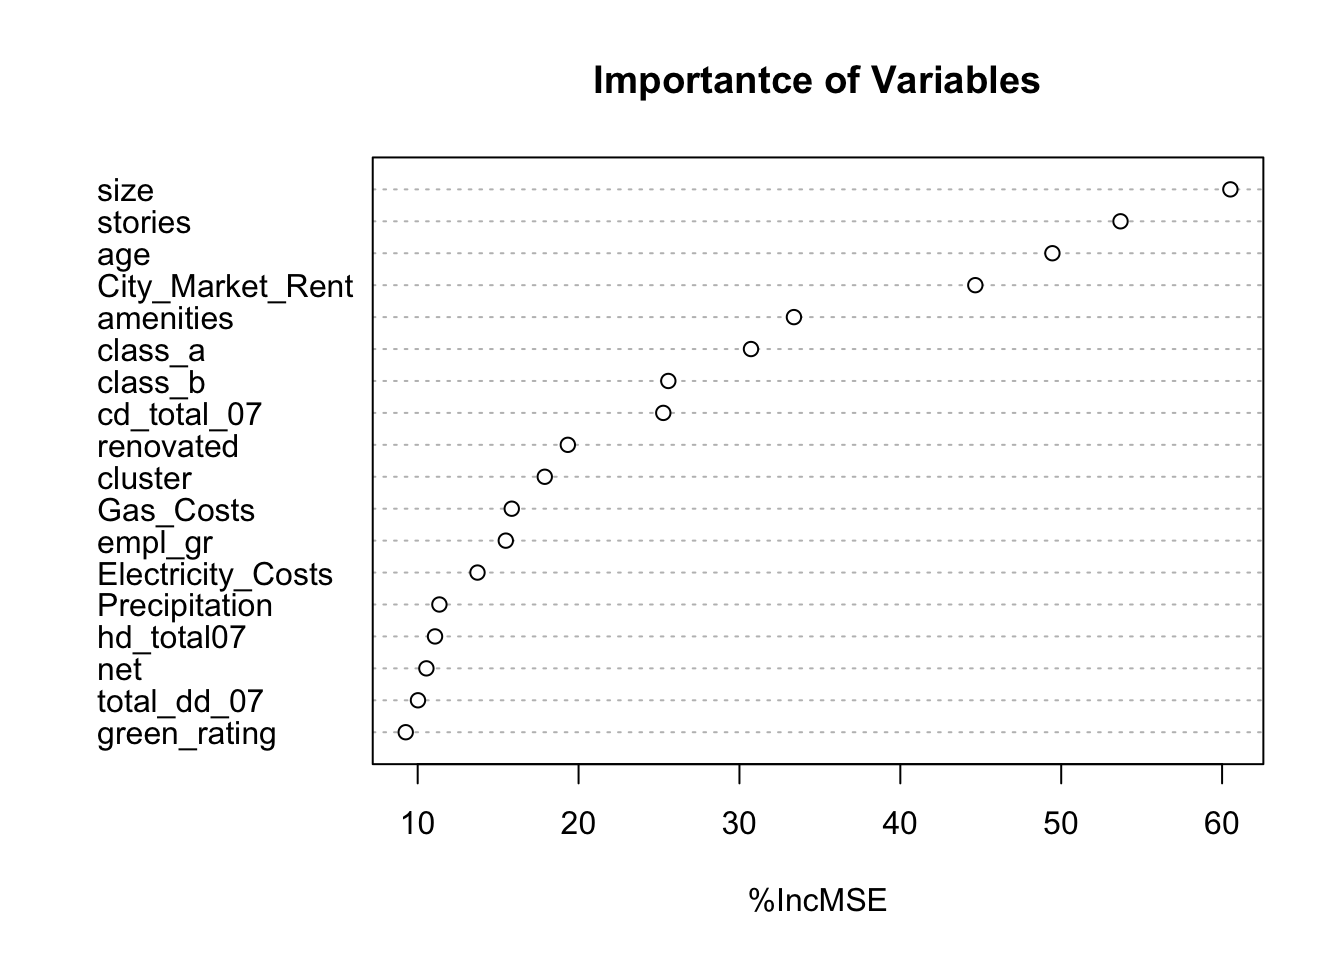 Importantce of Variables
size
stories
age
City_Market_Rent
amenities
class_a
class_b
cd_total_07
renovated
cluster
Gas_Costs
empl_gr
Electricity_Costs
Precipitation
hd_total07
net
total_dd_07
green_rating
10 20 30 40 50 60
%IncMSE